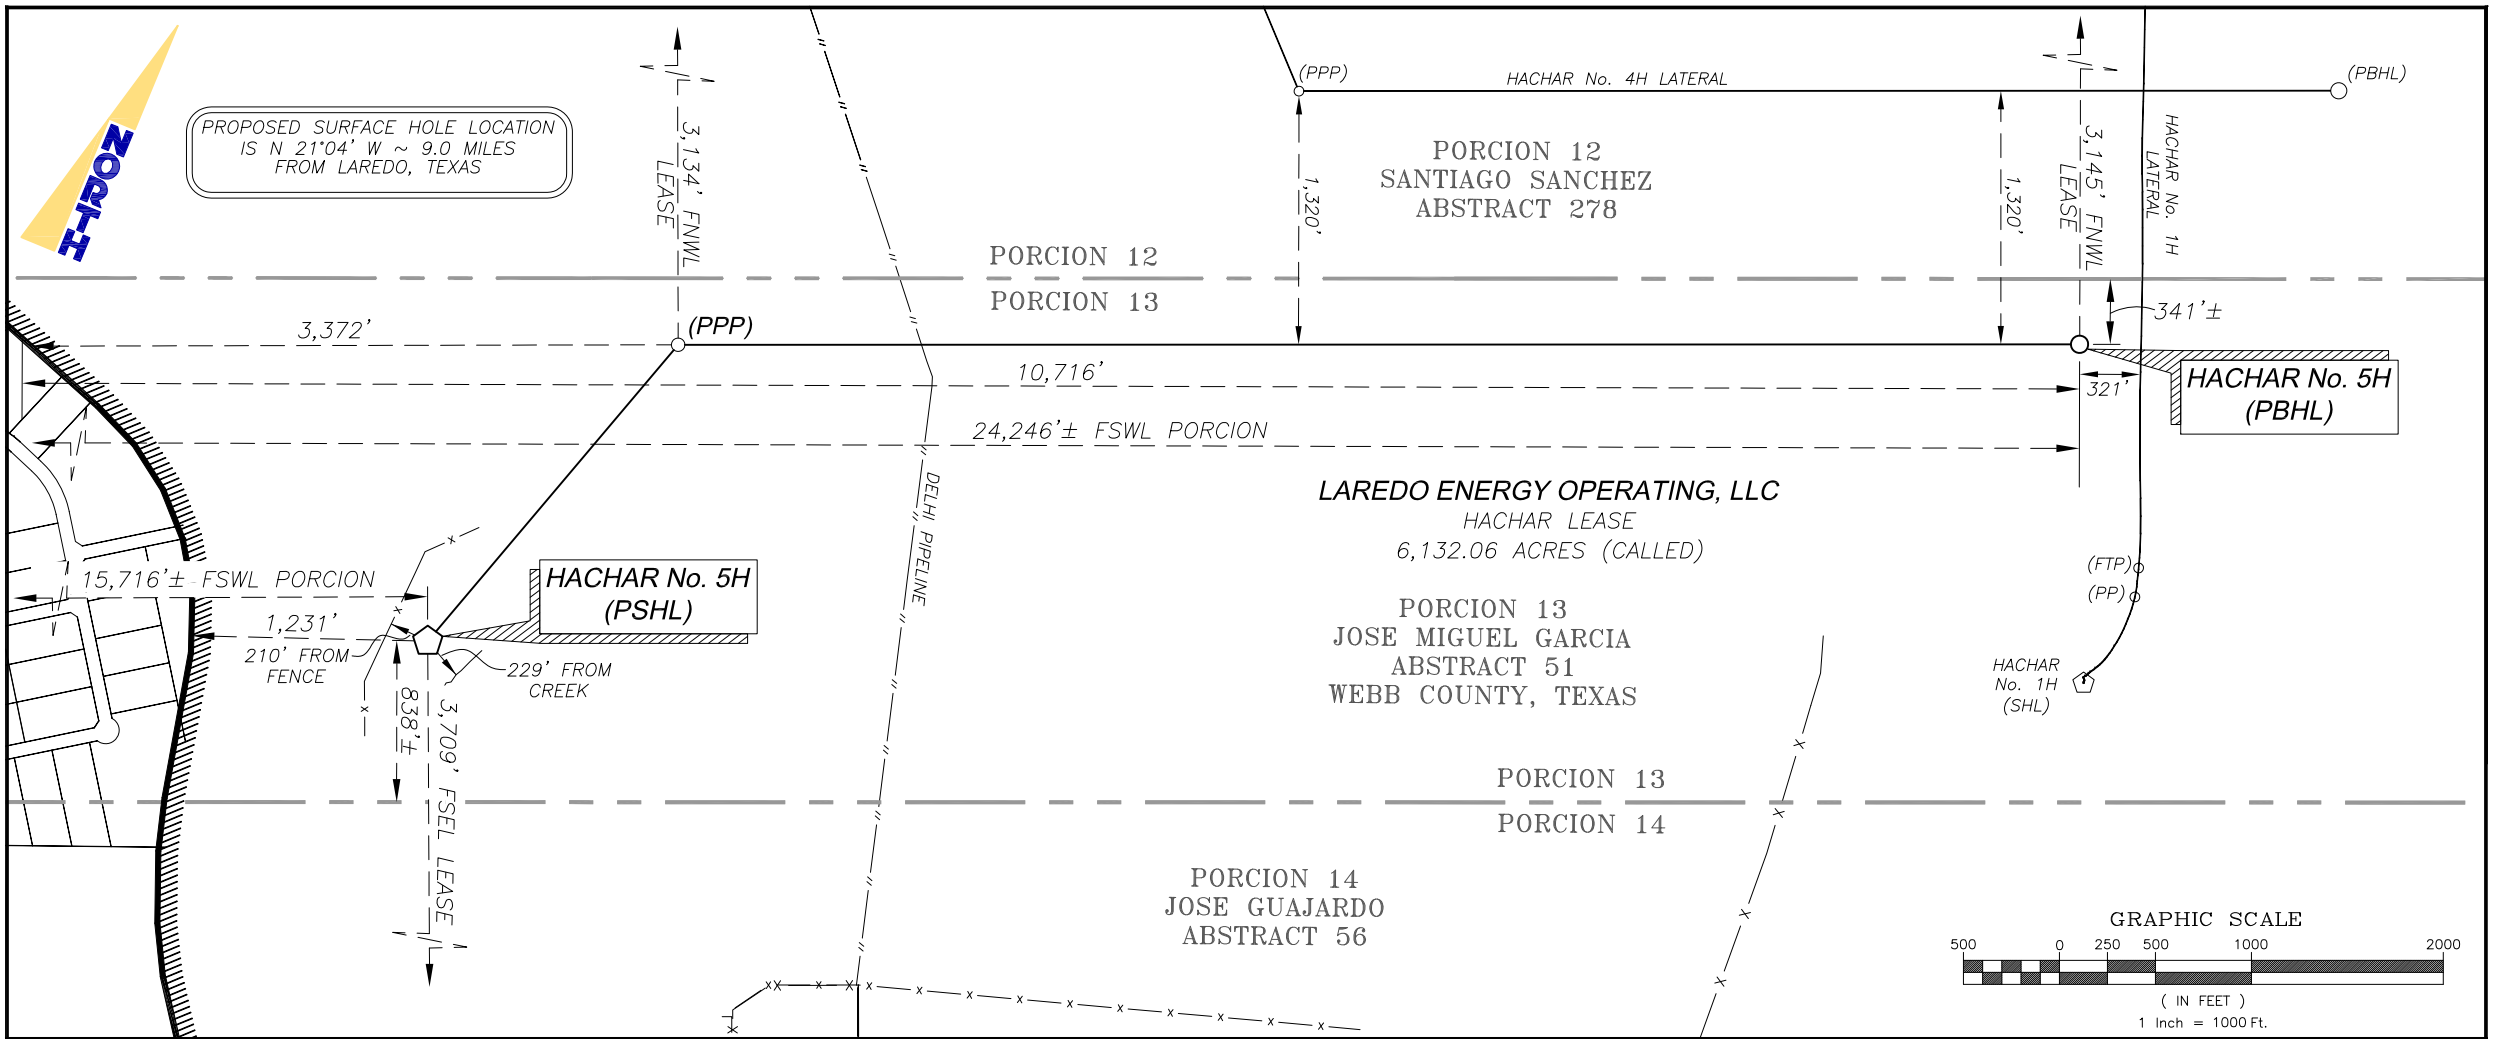 NORTH
PROPOSED SURFACE HOLE LOCATION
IS N 21°04' W ~ 9.0 MILES
FROM LAREDO, TEXAS
3,134' FNWL
LEASE
(PPP)
HACHAR No. 4H LATERAL
(PBHL)
1,320'
PORCION 12
SANTIAGO SANCHEZ
ABSTRACT 278
1,320'
3,145' FNWL
LEASE
HACHAR No. 1H
LATERAL
PORCION 12
PORCION 13
341'±
3,372'
(PPP)
10,716'
321'
HACHAR No. 5H
(PBHL)
24,246'± FSWL PORCION
DELHI PIPELINE
LAREDO ENERGY OPERATING, LLC
HACHAR LEASE
6,132.06 ACRES (CALLED)
15,716'± FSWL PORCION
HACHAR No. 5H
(PSHL)
1,231'
210' FROM
FENCE
229' FROM
CREEK
838'±
3,709' FSEL LEASE
PORCION 13
JOSE MIGUEL GARCIA
ABSTRACT 51
WEBB COUNTY, TEXAS
(FTP)
(PP)
HACHAR
No. 1H
(SHL)
PORCION 13
PORCION 14
PORCION 14
JOSE GUAJARDO
ABSTRACT 56
GRAPHIC SCALE
500 0 250 500 1000 2000
( IN FEET )
1 Inch = 1000 Ft.